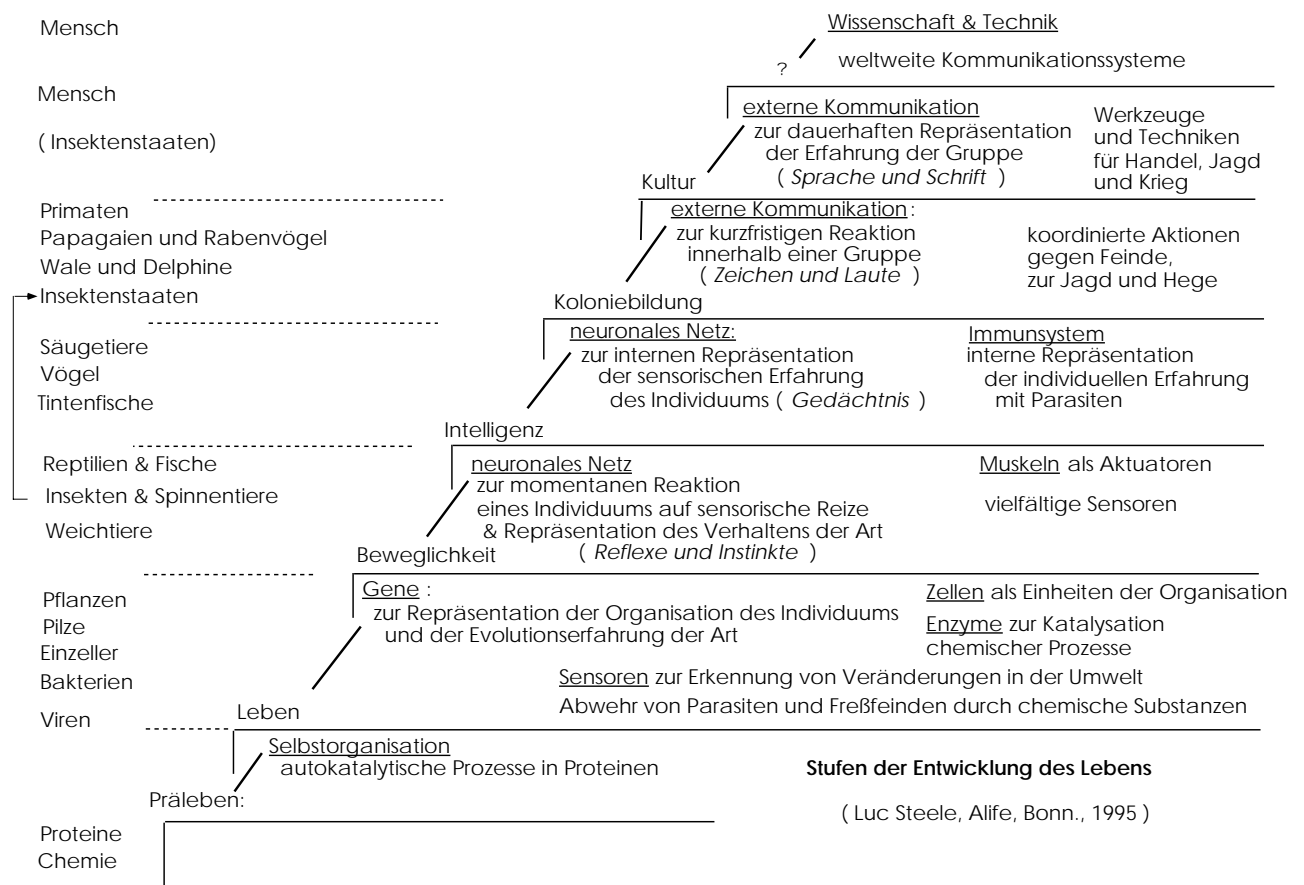 Mensch
Wissenschaft & Technik
?
weltweite Kommunikationssysteme
Mensch
( Insektenstaaten)
externe Kommunikation
zur dauerhaften Repräsentation
der Erfahrung der Gruppe
( Sprache und Schrift )
Werkzeuge
und Techniken
für Handel, Jagd
und Krieg
Kultur
Primaten
Papagaien und Rabenvögel
Wale und Delphine
Insektenstaaten
externe Kommunikation:
zur kurzfristigen Reaktion
innerhalb einer Gruppe
( Zeichen und Laute )
koordinierte Aktionen
gegen Feinde,
zur Jagd und Hege
Koloniebildung
Säugetiere
Vögel
Tintenfische
neuronales Netz:
zur internen Repräsentation
der sensorischen Erfahrung
des Individuums ( Gedächtnis )
Immunsystem
interne Repräsentation
der individuellen Erfahrung
mit Parasiten
Intelligenz
Reptilien & Fische
Insekten & Spinnentiere
Weichtiere
neuronales Netz
zur momentanen Reaktion
eines Individuums auf sensorische Reize
& Repräsentation des Verhaltens der Art
( Reflexe und Instinkte )
Muskeln als Aktuatoren
vielfältige Sensoren
Beweglichkeit
Pflanzen
Pilze
Einzeller
Bakterien
Viren
Gene :
zur Repräsentation der Organisation des Individuums
und der Evolutionserfahrung der Art
Zellen als Einheiten der Organisation
Enzyme zur Katalysation
chemischer Prozesse
Sensoren zur Erkennung von Veränderungen in der Umwelt
Abwehr von Parasiten und Freßfeinden durch chemische Substanzen
Leben
Selbstorganisation
autokatalytische Prozesse in Proteinen
Präleben:
Proteine
Chemie
Stufen der Entwicklung des Lebens
( Luc Steele, Alife, Bonn., 1995 )